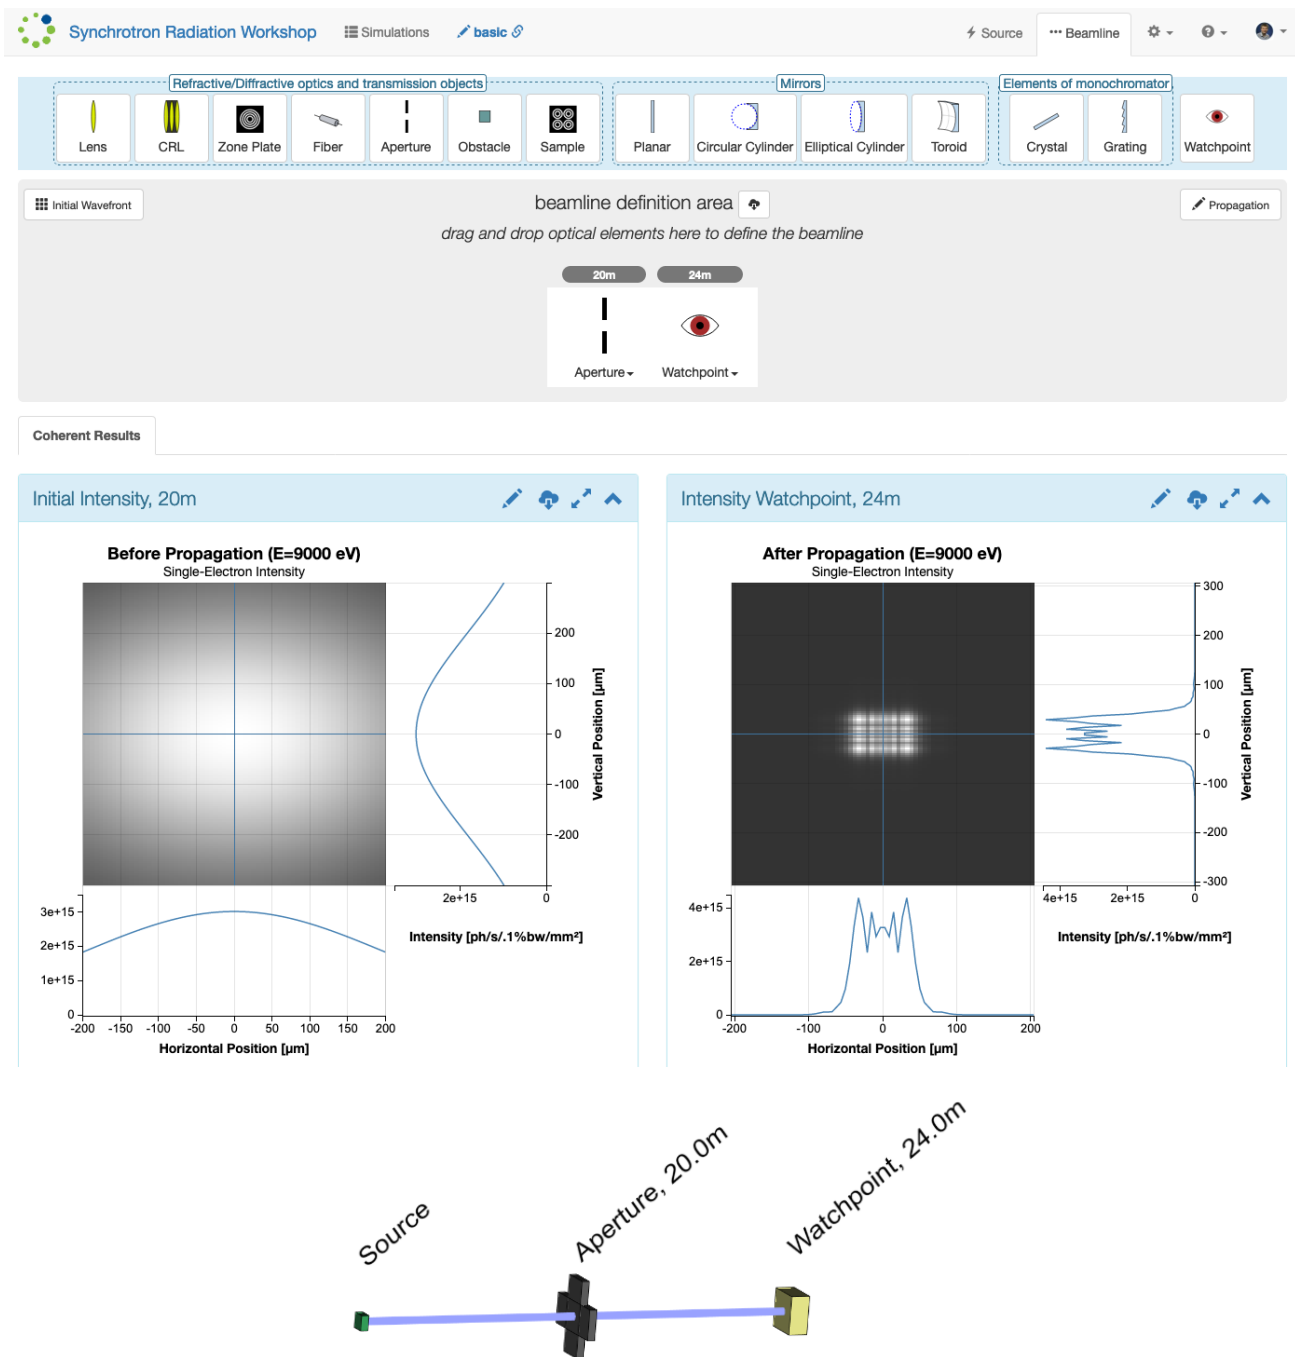 Synchrotron Radiation Workshop Simulations basic Source Beamline
Refractive/Diffractive optics and transmission objects Mirrors Elements of monochromator
Lens CRL Zone Plate Fiber Aperture Obstacle Sample Planar Circular Cylinder Elliptical Cylinder Toroid Crystal Grating Watchpoint
Initial Wavefront beamline definition area Propagation
drag and drop optical elements here to define the beamline
20m 24m
Aperture Watchpoint
Coherent Results
Initial Intensity, 20m
Before Propagation (E=9000 eV)
Single-Electron Intensity
200
100
0
-100
-200
Vertical Position [μm]
2e+15 0
Intensity [ph/s/.1%bw/mm²]
3e+15
2e+15
1e+15
0
-200 -150 -100 -50 0 50 100 150 200
Horizontal Position [μm]
Intensity Watchpoint, 24m
After Propagation (E=9000 eV)
Single-Electron Intensity
300
200
100
0
-100
-200
-300
Vertical Position [μm]
4e+15 2e+15 0
Intensity [ph/s/.1%bw/mm²]
4e+15
2e+15
0
-200 -100 0 100 200
Horizontal Position [μm]
Source
Aperture, 20.0m
Watchpoint, 24.0m